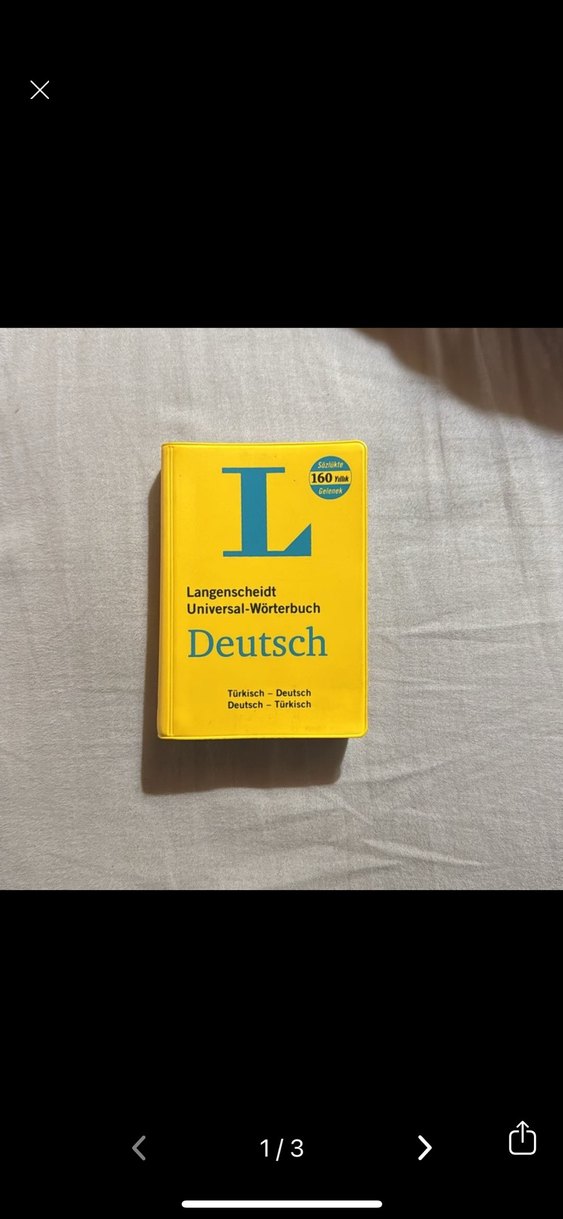 L
Sözlükte
160 Yıllık
Gelenek
Langenscheidt
Universal-Wörterbuch
Deutsch
Türkisch – Deutsch
Deutsch – Türkisch
1 / 3